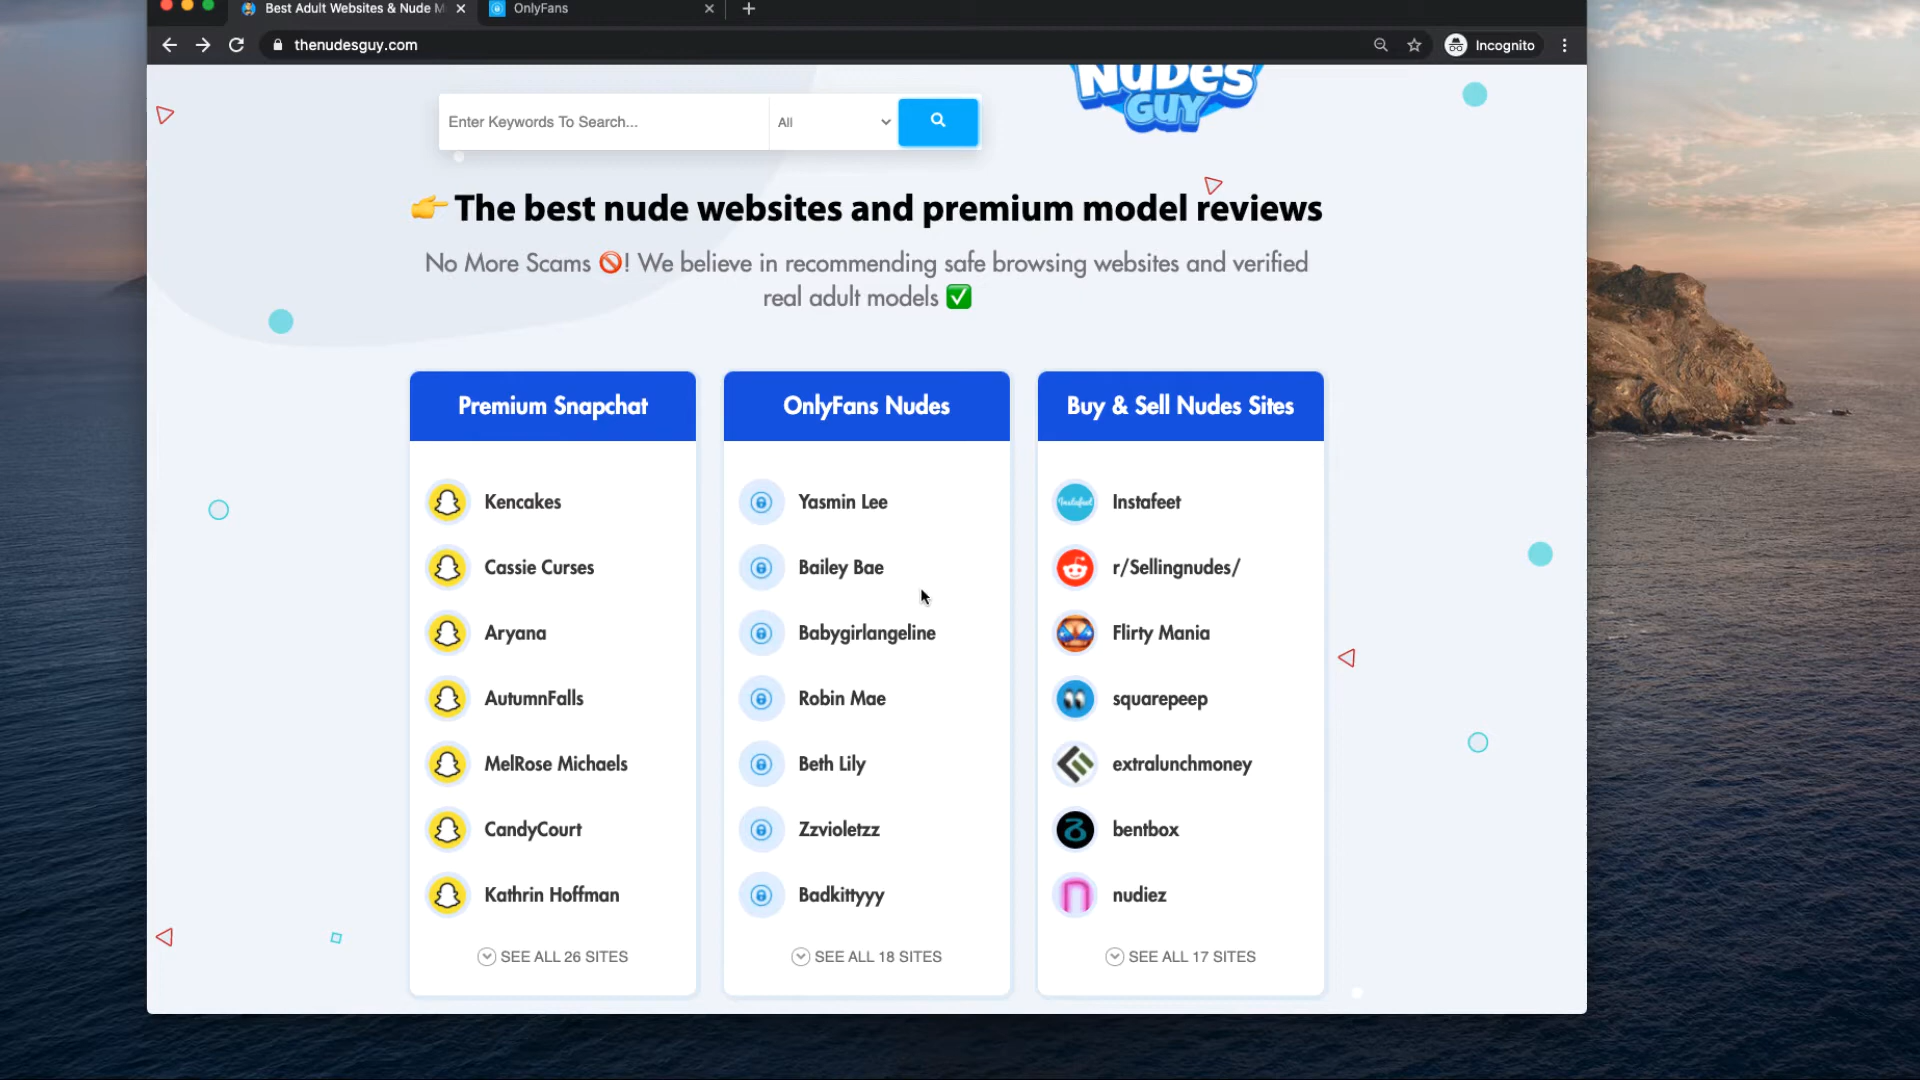 Best Adult Websites & Nude M
OnlyFans
thenudesguy.com
Incognito
NUDES
GUY
Enter Keywords To Search...
All
👉 The best nude websites and premium model reviews
No More Scams 🚫! We believe in recommending safe browsing websites and verified
real adult models ✅
Premium Snapchat
Kencakes
Cassie Curses
Aryana
AutumnFalls
MelRose Michaels
CandyCourt
Kathrin Hoffman
SEE ALL 26 SITES
OnlyFans Nudes
Yasmin Lee
Bailey Bae
Babygirlangeline
Robin Mae
Beth Lily
Zzvioletzz
Badkittyyy
SEE ALL 18 SITES
Buy & Sell Nudes Sites
Instafeet
Instafeet
r/Sellingnudes/
Flirty Mania
squarepeep
extralunchmoney
bentbox
nudiez
SEE ALL 17 SITES